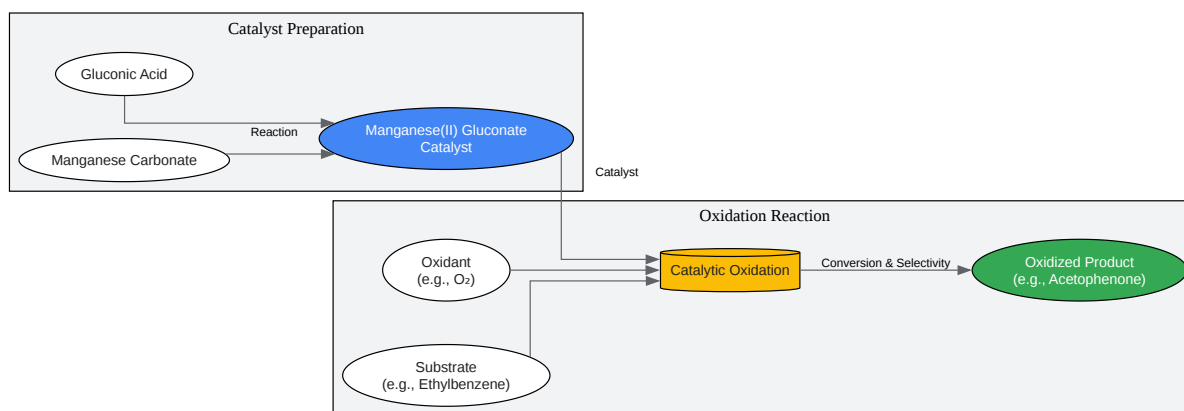 Catalyst Preparation
Gluconic Acid
Reaction
Manganese(II) Gluconate
Catalyst
Manganese Carbonate
Catalyst
Oxidation Reaction
Oxidant
(e.g., O₂)
Catalytic Oxidation
Conversion & Selectivity
Oxidized Product
(e.g., Acetophenone)
Substrate
(e.g., Ethylbenzene)